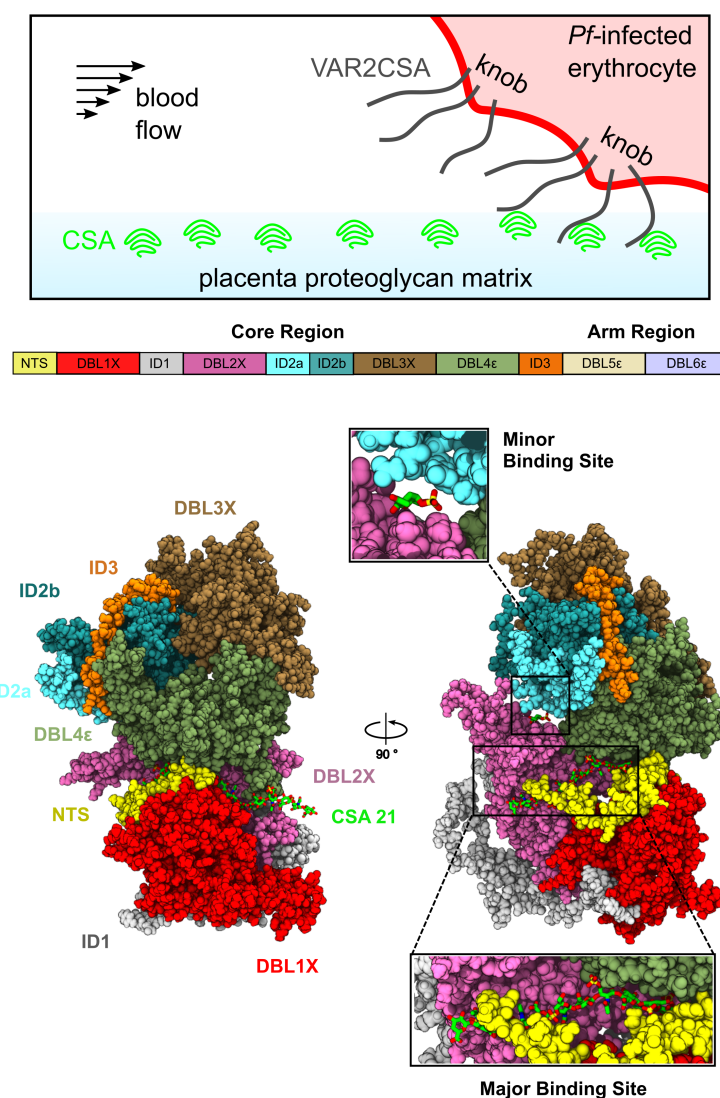 Pf-infected
erythrocyte
VAR2CSA
knob
blood
flow
knob
CSA
placenta proteoglycan matrix
Core Region
Arm Region
NTS DBL1X ID1 DBL2X ID2a ID2b DBL3X DBL4ε ID3 DBL5ε DBL6ε
Minor
Binding Site
DBL3X
ID3
ID2b
D2a
DBL4ε
90 °
DBL2X
NTS
CSA 21
ID1
DBL1X
Major Binding Site